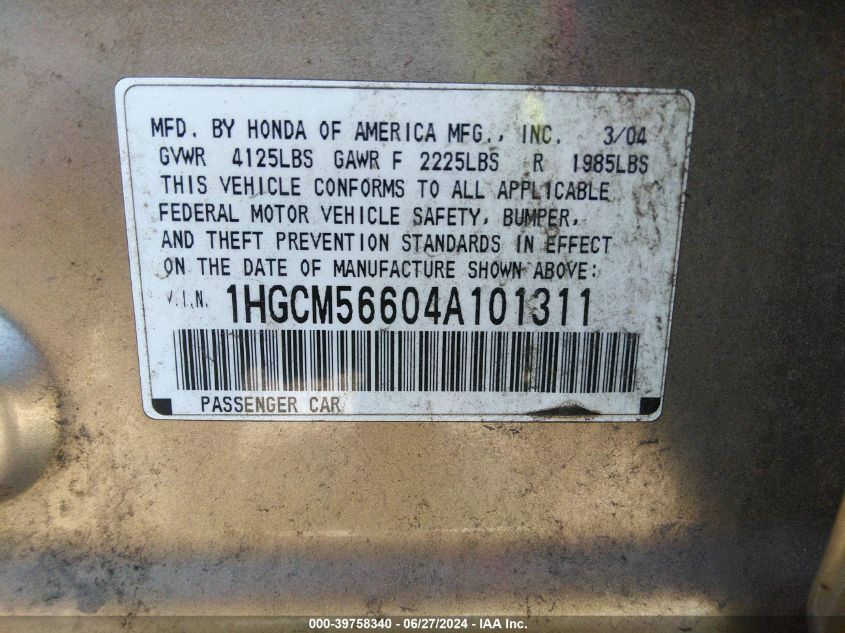 MFD. BY HONDA OF AMERICA MFG., INC. 3/04
GVWR 4125LBS GAWR F 2225LBS R 1985LBS
THIS VEHICLE CONFORMS TO ALL APPLICABLE
FEDERAL MOTOR VEHICLE SAFETY, BUMPER,
AND THEFT PREVENTION STANDARDS IN EFFECT
ON THE DATE OF MANUFACTURE SHOWN ABOVE:
V.I.N. 1HGCM56604A101311
PASSENGER CAR
000-39758340 - 06/27/2024 - IAA Inc.